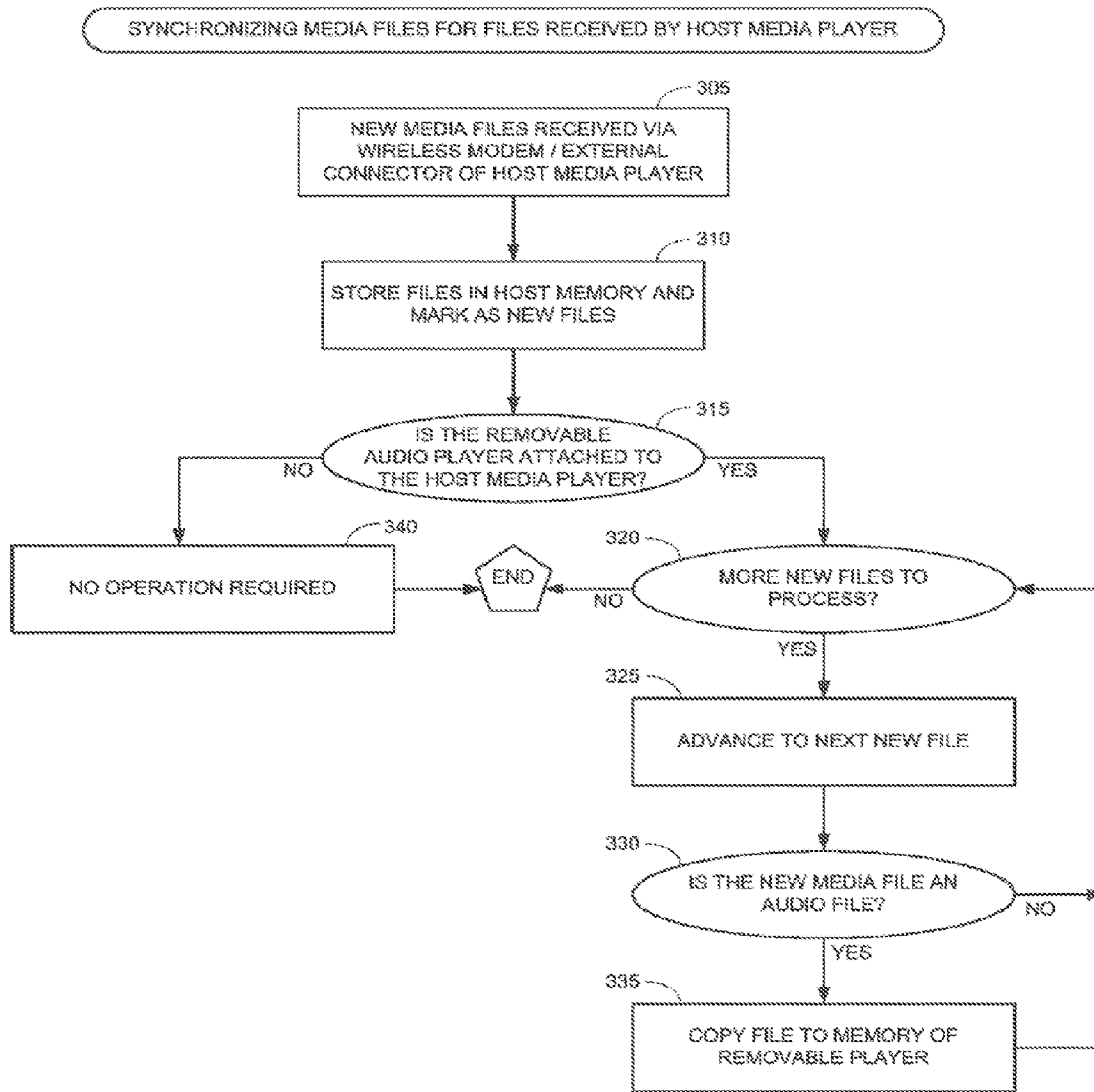 SYNCHRONIZING MEDIA FILES FOR FILES RECEIVED BY HOST MEDIA PLAYER
305
NEW MEDIA FILES RECEIVED VIA
WIRELESS MODEM / EXTERNAL
CONNECTOR OF HOST MEDIA PLAYER
310
STORE FILES IN HOST MEMORY AND
MARK AS NEW FILES
315
IS THE REMOVABLE
AUDIO PLAYER ATTACHED TO
THE HOST MEDIA PLAYER?
NO
YES
340
NO OPERATION REQUIRED
END
320
MORE NEW FILES TO
PROCESS?
NO
YES
325
ADVANCE TO NEXT NEW FILE
330
IS THE NEW MEDIA FILE AN
AUDIO FILE?
NO
YES
335
COPY FILE TO MEMORY OF
REMOVABLE PLAYER